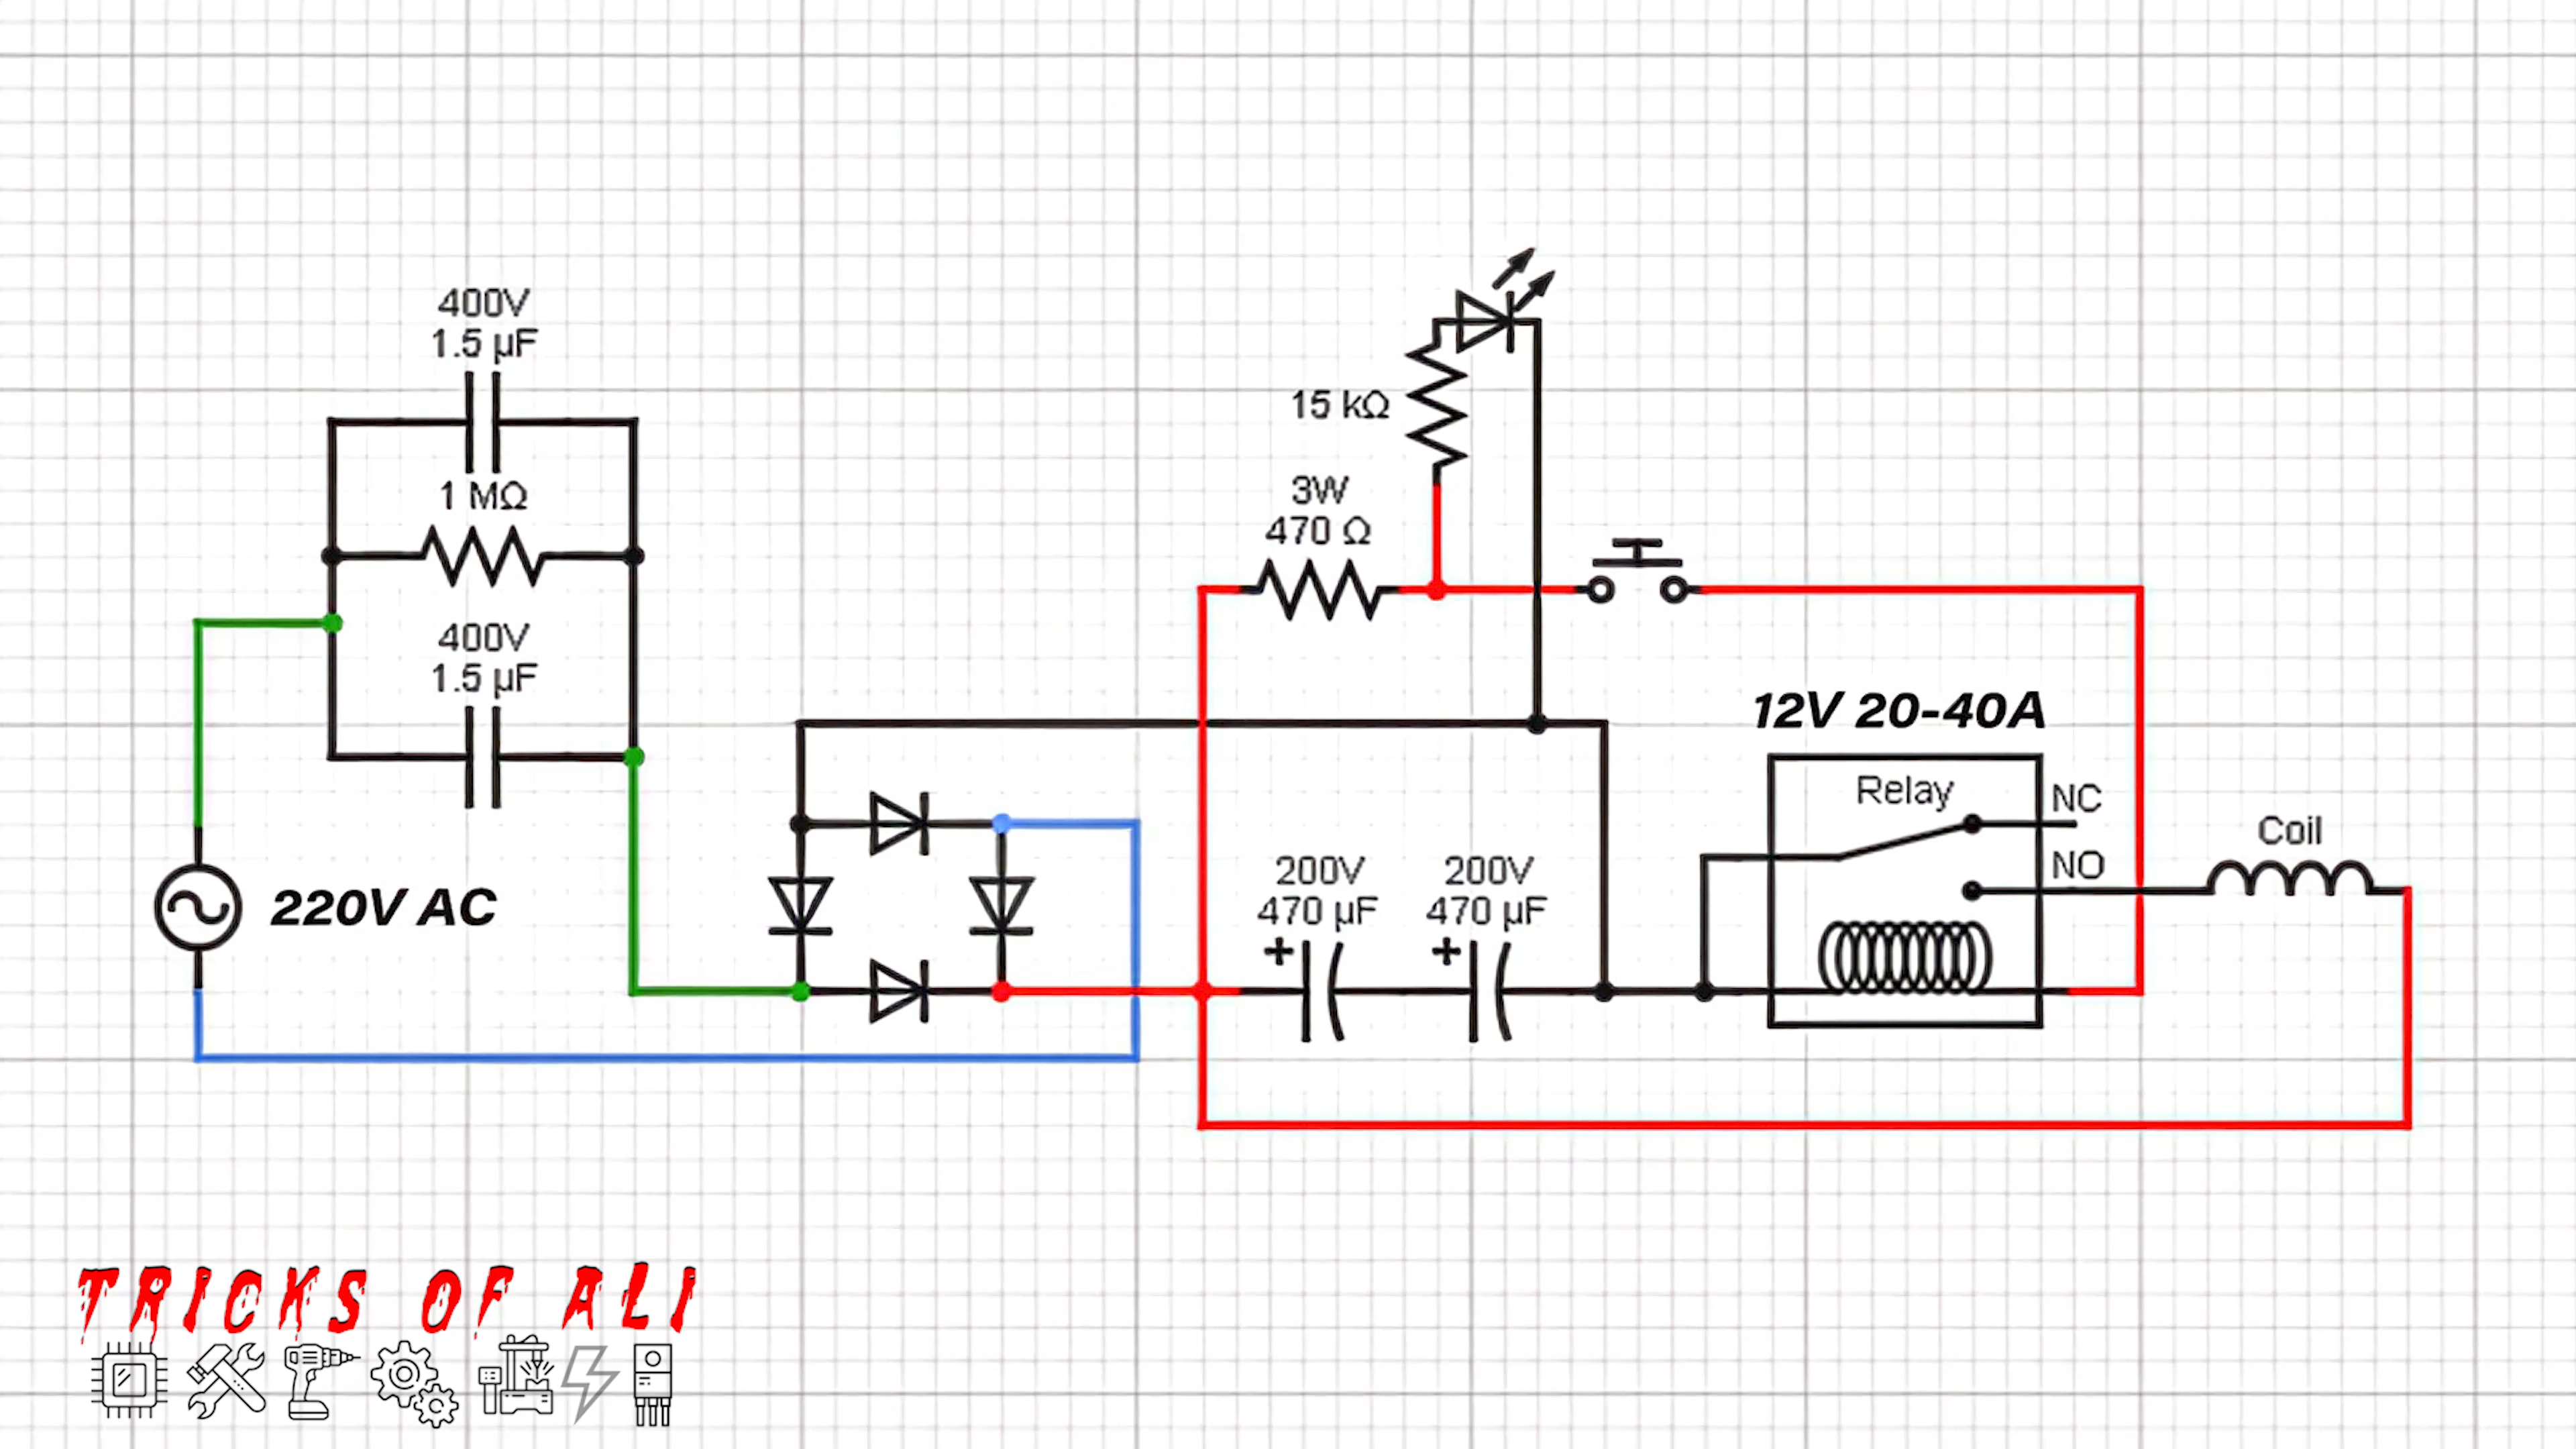 400V
1.5 µF
1 MΩ
400V
1.5 µF
220V AC
15 kΩ
3W
470 Ω
200V
470 µF
+
200V
470 µF
+
12V 20-40A
Relay
NC
NO
Coil
TRICKS OF ALI